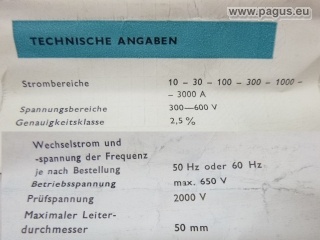 www.pagus.eu
TECHNISCHE ANGABEN
Strombereiche 10 – 30 – 100 – 300 – 1000 –
– 3000 A
Spannungsbereiche 300—600 V
Genauigkeitsklasse 2,5 %
Wechselstrom und
-spannung der Frequenz
je nach Bestellung 50 Hz oder 60 Hz
Betriebsspannung max. 650 V
Prüfspannung 2000 V
Maximaler Leiter-
durchmesser 50 mm